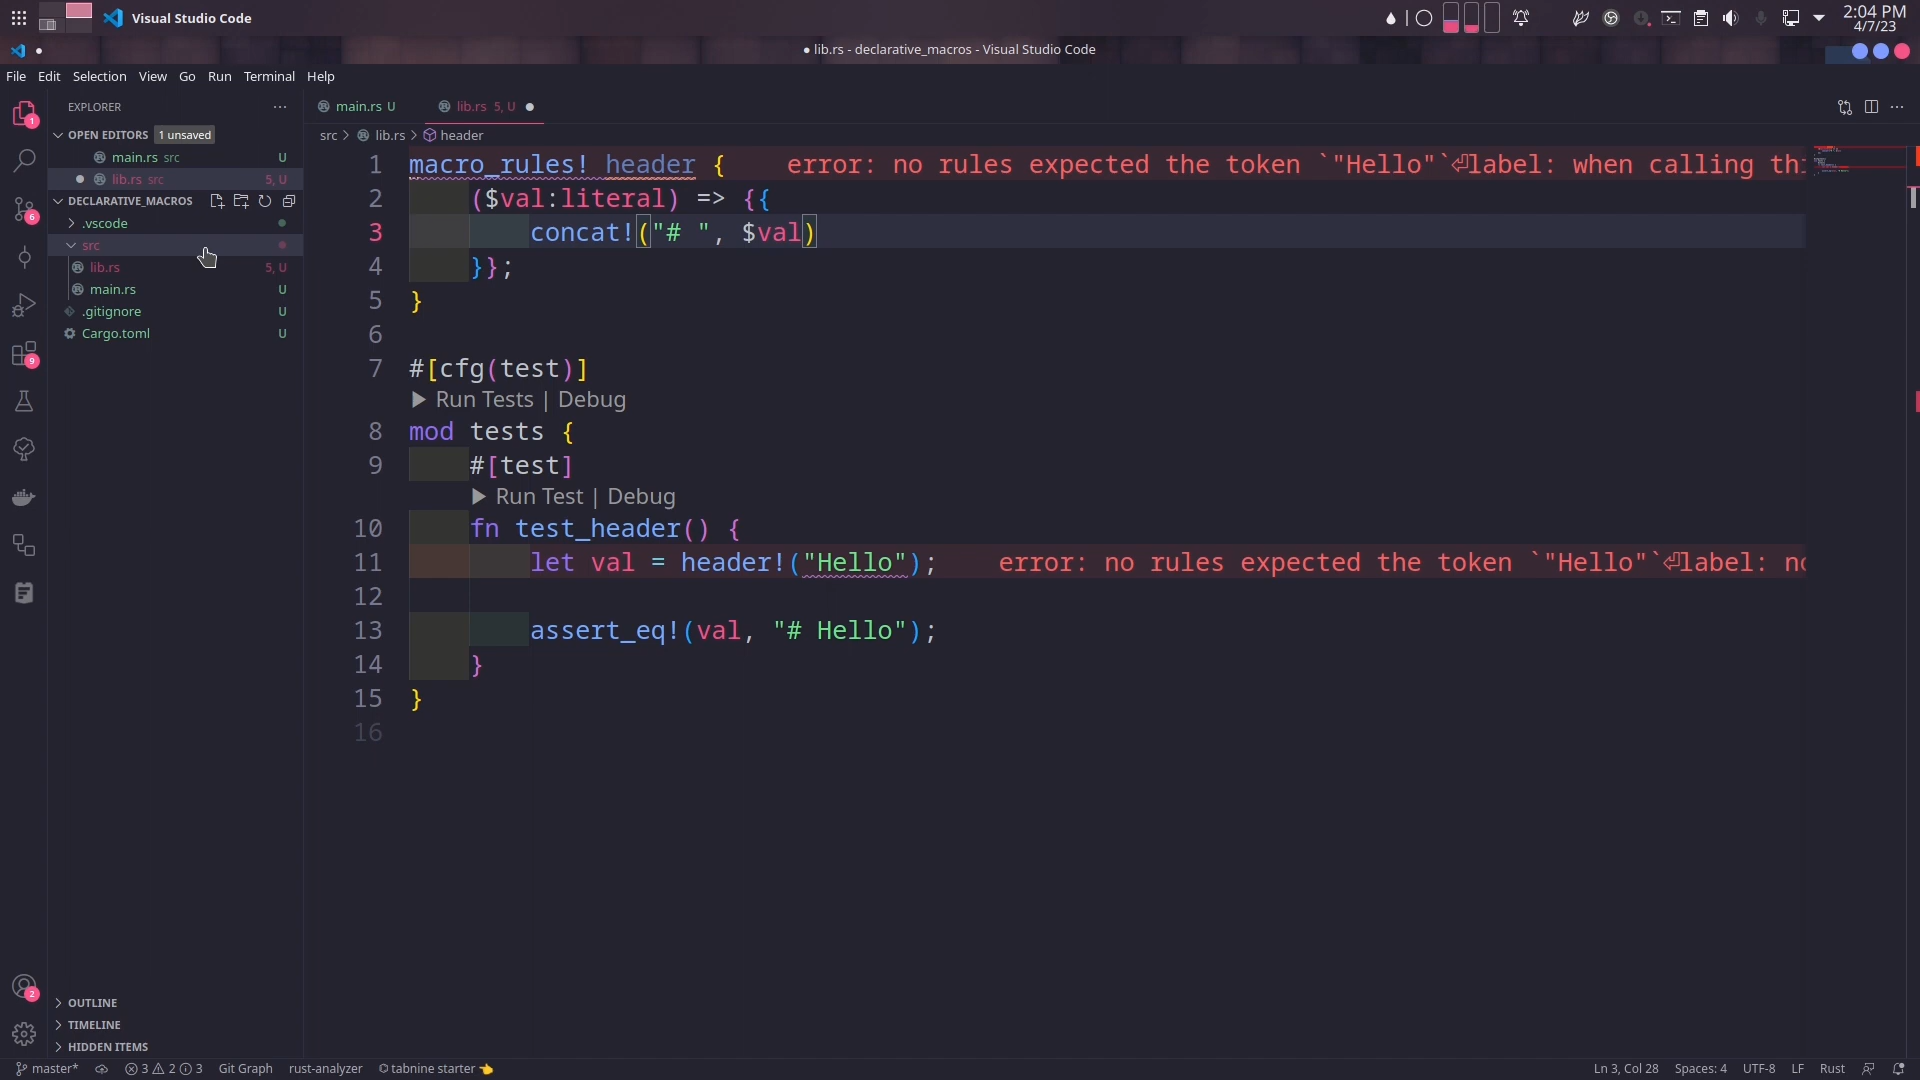 Visual Studio Code
2:04 PM
4/7/23
lib.rs - declarative_macros - Visual Studio Code
File Edit Selection View Go Run Terminal Help
EXPLORER
OPEN EDITORS 1 unsaved
main.rs src U
lib.rs src 5, U
DECLARATIVE_MACROS
.vscode
src
lib.rs 5, U
main.rs U
.gitignore U
Cargo.toml U
OUTLINE
TIMELINE
HIDDEN ITEMS
1
6
9
2
main.rs U
lib.rs 5, U
src > lib.rs > header
1 macro_rules! header { error: no rules expected the token `"Hello"`⏎label: when calling thi
2 ($val:literal) => {{
3 concat!("# ", $val)
4 }};
5 }
6
7 #[cfg(test)]
▶ Run Tests | Debug
8 mod tests {
9 #[test]
▶ Run Test | Debug
10 fn test_header() {
11 let val = header!("Hello"); error: no rules expected the token `"Hello"`⏎label: no
12
13 assert_eq!(val, "# Hello");
14 }
15 }
16
master* 3 2 3 Git Graph rust-analyzer tabnine starter 👈 Ln 3, Col 28 Spaces: 4 UTF-8 LF Rust